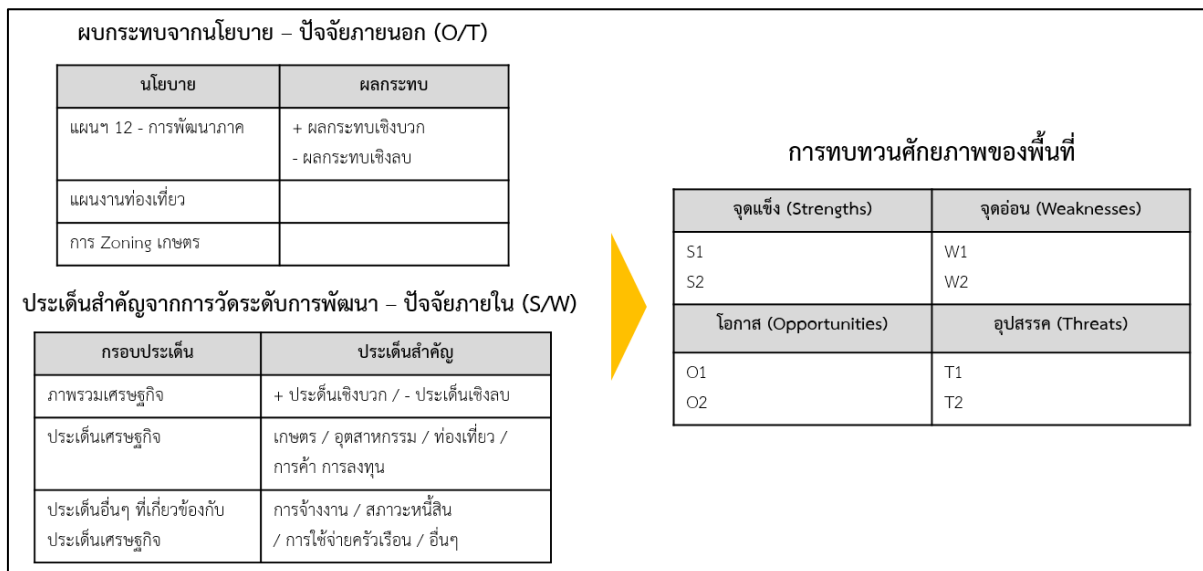 ผบกระทบจากนโยบาย – ปัจจัยภายนอก (O/T)
นโยบาย
ผลกระทบ
แผนฯ 12 - การพัฒนาภาค
+ ผลกระทบเชิงบวก
- ผลกระทบเชิงลบ
แผนงานท่องเที่ยว
การ Zoning เกษตร
ประเด็นสำคัญจากการวัดระดับการพัฒนา – ปัจจัยภายใน (S/W)
กรอบประเด็น
ประเด็นสำคัญ
ภาพรวมเศรษฐกิจ
+ ประด็นเชิงบวก / - ประเด็นเชิงลบ
ประเด็นเศรษฐกิจ
เกษตร / อุตสาหกรรม / ท่องเที่ยว /
การค้า การลงทุน
ประเด็นอื่นๆ ที่เกี่ยวข้องกับ
ประเด็นเศรษฐกิจ
การจ้างงาน / สภาวะหนี้สิน
/ การใช้จ่ายครัวเรือน / อื่นๆ
การทบทวนศักยภาพของพื้นที่
จุดแข็ง (Strengths)
จุดอ่อน (Weaknesses)
S1
S2
W1
W2
โอกาส (Opportunities)
อุปสรรค (Threats)
O1
O2
T1
T2